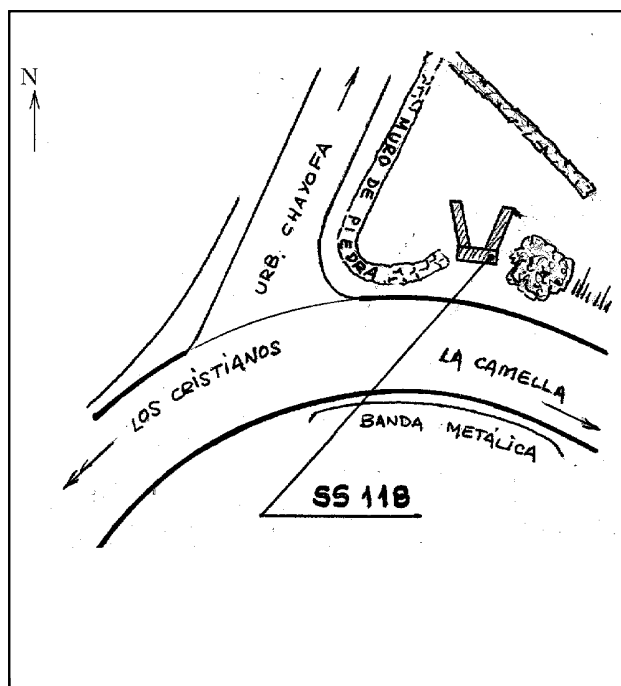 N
MURO DE PIEDRA
URB. CHAYOFA
LOS CRISTIANOS
LA CAMELLA
BANDA METÁLICA
SS 118